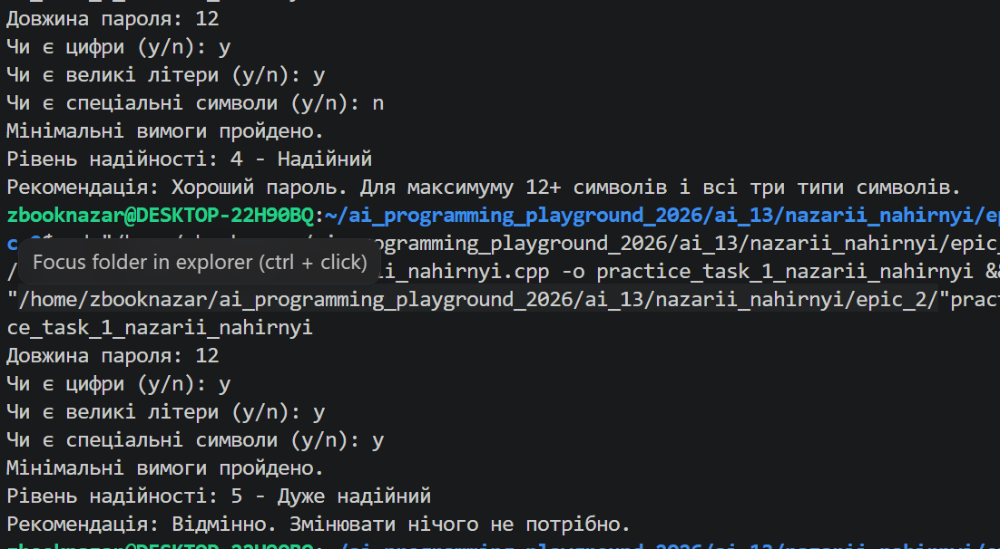 Довжина пароля: 12
Чи є цифри (y/n): y
Чи є великі літери (y/n): y
Чи є спеціальні символи (y/n): n
Мінімальні вимоги пройдено.
Рівень надійності: 4 - Надійний
Рекомендація: Хороший пароль. Для максимуму 12+ символів і всі три типи символів.
zbooknazar@DESKTOP-22H90BQ:~/ai_programming_playground_2026/ai_13/nazarii_nahirnyi/ep
ogramming_playground_2026/ai_13/nazarii_nahirnyi/epic_
Focus folder in explorer (ctrl + click)
ii_nahirnyi.cpp -o practice_task_1_nazarii_nahirnyi &&
"/home/zbooknazar/ai_programming_playground_2026/ai_13/nazarii_nahirnyi/epic_2/"pract
ce_task_1_nazarii_nahirnyi
Довжина пароля: 12
Чи є цифри (y/n): y
Чи є великі літери (y/n): y
Чи є спеціальні символи (y/n): y
Мінімальні вимоги пройдено.
Рівень надійності: 5 - Дуже надійний
Рекомендація: Відмінно. Змінювати нічого не потрібно.